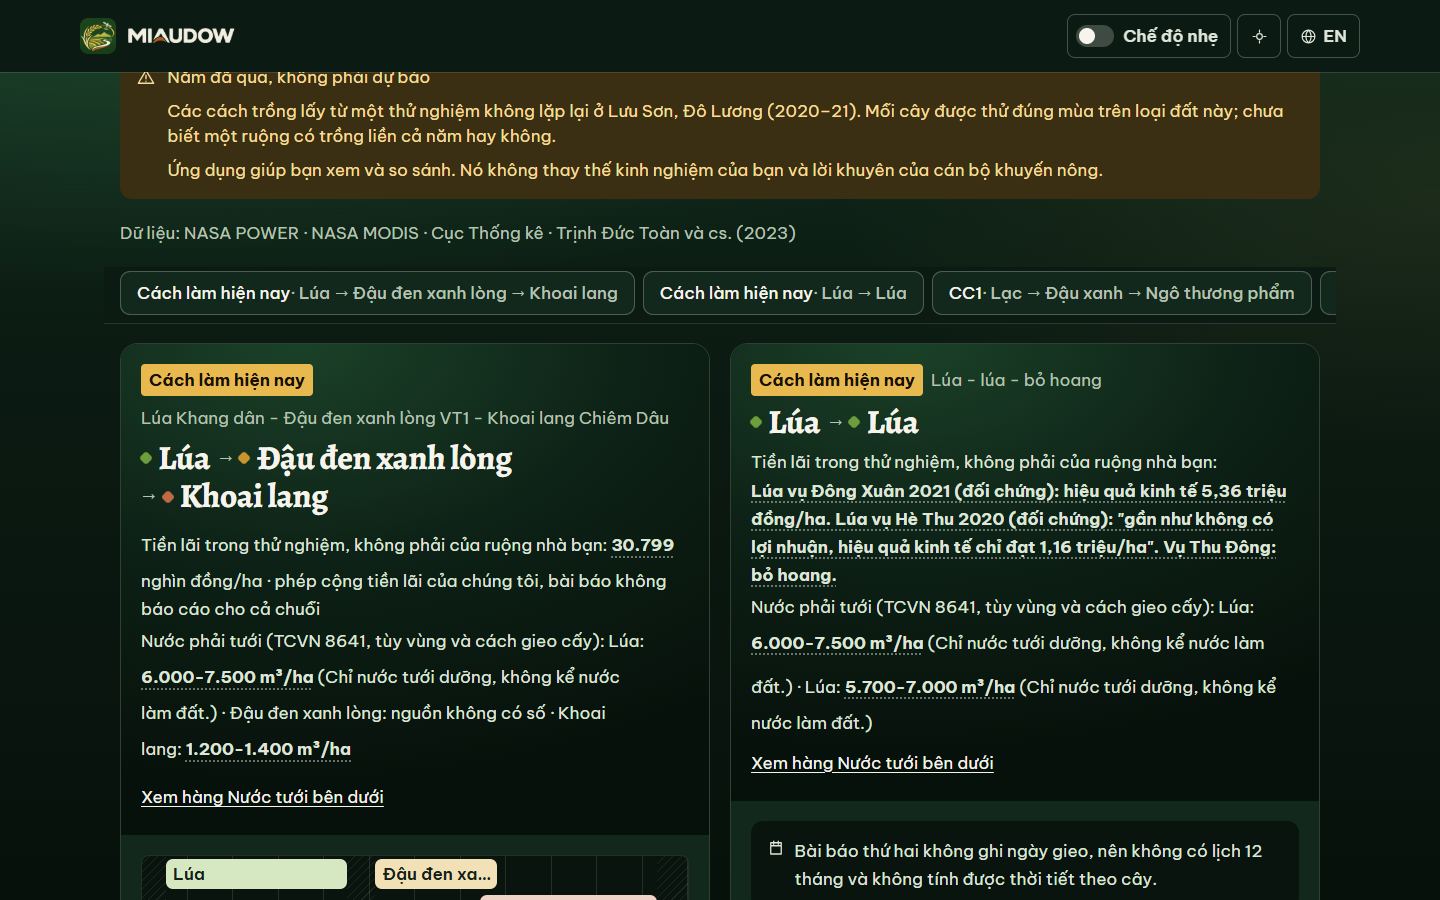 MIAUDOW
Chế độ nhẹ
EN
Năm đã qua, không phải dự báo
Các cách trồng lấy từ một thử nghiệm không lặp lại ở Lưu Sơn, Đô Lương (2020–21). Mỗi cây được thử đúng mùa trên loại đất này; chưa
biết một ruộng có trồng liền cả năm hay không.
Ứng dụng giúp bạn xem và so sánh. Nó không thay thế kinh nghiệm của bạn và lời khuyên của cán bộ khuyến nông.
Dữ liệu: NASA POWER · NASA MODIS · Cục Thống kê · Trịnh Đức Toàn và cs. (2023)
Cách làm hiện nay· Lúa → Đậu đen xanh lòng → Khoai lang
Cách làm hiện nay· Lúa → Lúa
CC1· Lạc → Đậu xanh → Ngô thương phẩm
Cách làm hiện nay
Lúa Khang dân - Đậu đen xanh lòng VT1 - Khoai lang Chiêm Dâu
Lúa → Đậu đen xanh lòng
→ Khoai lang
Tiền lãi trong thử nghiệm, không phải của ruộng nhà bạn: 30.799
nghìn đồng/ha · phép cộng tiền lãi của chúng tôi, bài báo không
báo cáo cho cả chuỗi
Nước phải tưới (TCVN 8641, tùy vùng và cách gieo cấy): Lúa:
6.000-7.500 m³/ha (Chỉ nước tưới dưỡng, không kể nước
làm đất.) · Đậu đen xanh lòng: nguồn không có số · Khoai
lang: 1.200-1.400 m³/ha
Xem hàng Nước tưới bên dưới
Lúa
Đậu đen xa...
Cách làm hiện nay Lúa - lúa - bỏ hoang
Lúa → Lúa
Tiền lãi trong thử nghiệm, không phải của ruộng nhà bạn:
Lúa vụ Đông Xuân 2021 (đối chứng): hiệu quả kinh tế 5,36 triệu
đồng/ha. Lúa vụ Hè Thu 2020 (đối chứng): "gần như không có
lợi nhuận, hiệu quả kinh tế chỉ đạt 1,16 triệu/ha". Vụ Thu Đông:
bỏ hoang.
Nước phải tưới (TCVN 8641, tùy vùng và cách gieo cấy): Lúa:
6.000-7.500 m³/ha (Chỉ nước tưới dưỡng, không kể nước làm
đất.) · Lúa: 5.700-7.000 m³/ha (Chỉ nước tưới dưỡng, không kể
nước làm đất.)
Xem hàng Nước tưới bên dưới
Bài báo thứ hai không ghi ngày gieo, nên không có lịch 12
tháng và không tính được thời tiết theo cây.